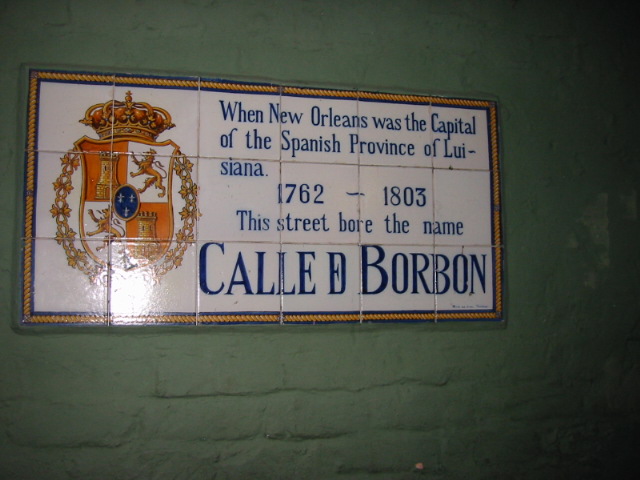 When New Orleans was the Capital
of the Spanish Province of Lui-
siana.
1762 – 1803
This street bore the name
CALLE D BORBON